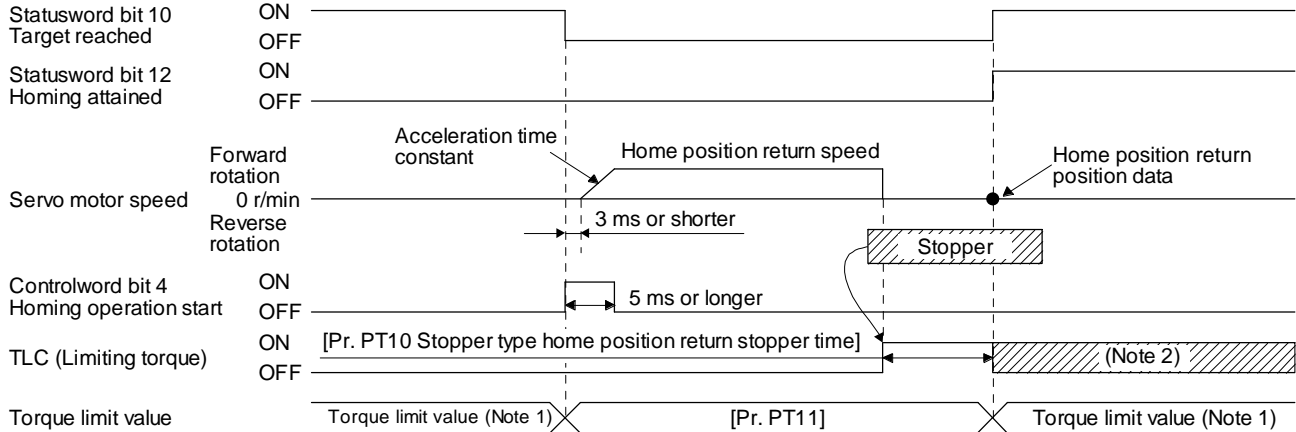 Statusword bit 10
Target reached
ON
OFF
Statusword bit 12
Homing attained
ON
OFF
Acceleration time
constant
Home position return speed
Home position return
position data
Servo motor speed
Forward
rotation
0 r/min
Reverse
rotation
3 ms or shorter
Stopper
Controlword bit 4
Homing operation start
ON
OFF
5 ms or longer
TLC (Limiting torque)
ON
OFF
[Pr. PT10 Stopper type home position return stopper time]
(Note 2)
Torque limit value
Torque limit value (Note 1)
[Pr. PT11]
Torque limit value (Note 1)